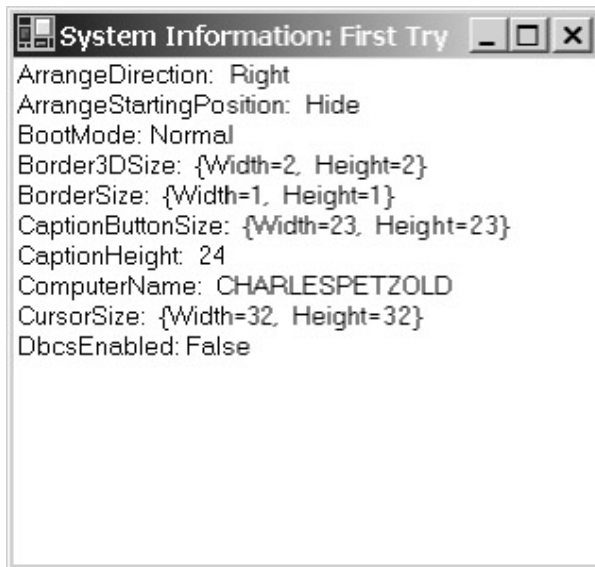 System Information: First Try
ArrangeDirection: Right
ArrangeStartingPosition: Hide
BootMode: Normal
Border3DSize: {Width=2, Height=2}
BorderSize: {Width=1, Height=1}
CaptionButtonSize: {Width=23, Height=23}
CaptionHeight: 24
ComputerName: CHARLESPETZOLD
CursorSize: {Width=32, Height=32}
DbcsEnabled: False